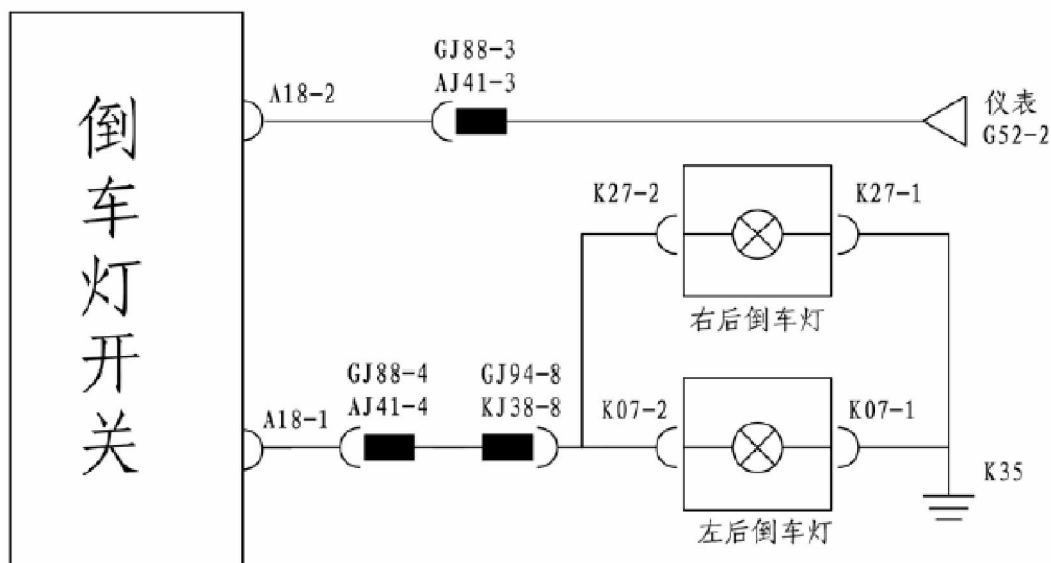 倒车灯开关
A18-2
GJ88-3
AJ41-3
仪表
G52-2
K27-2
K27-1
右后倒车灯
A18-1
GJ88-4
AJ41-4
GJ94-8
KJ38-8
K07-2
K07-1
左后倒车灯
K35